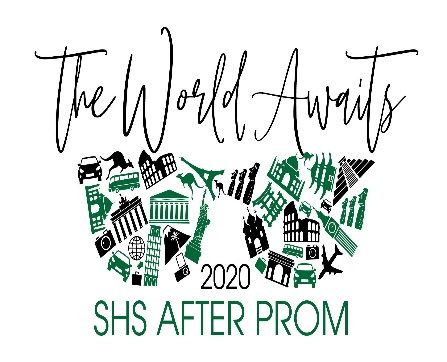 The World Awaits
2020
SHS AFTER PROM